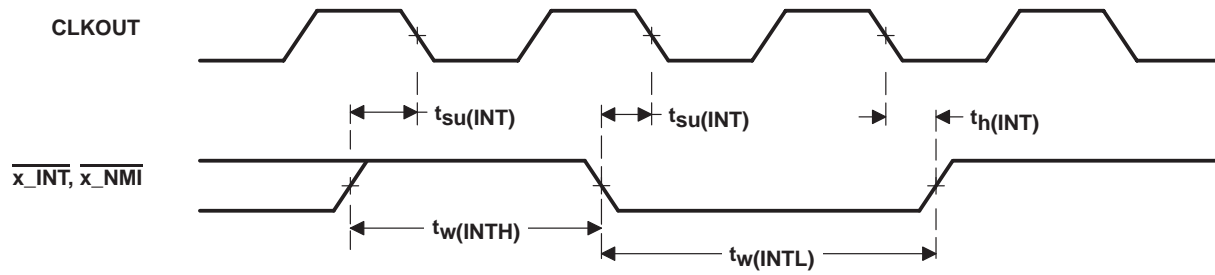 CLKOUT
tsu(INT)
tsu(INT)
th(INT)
x_INT, x_NMI
tw(INTH)
tw(INTL)